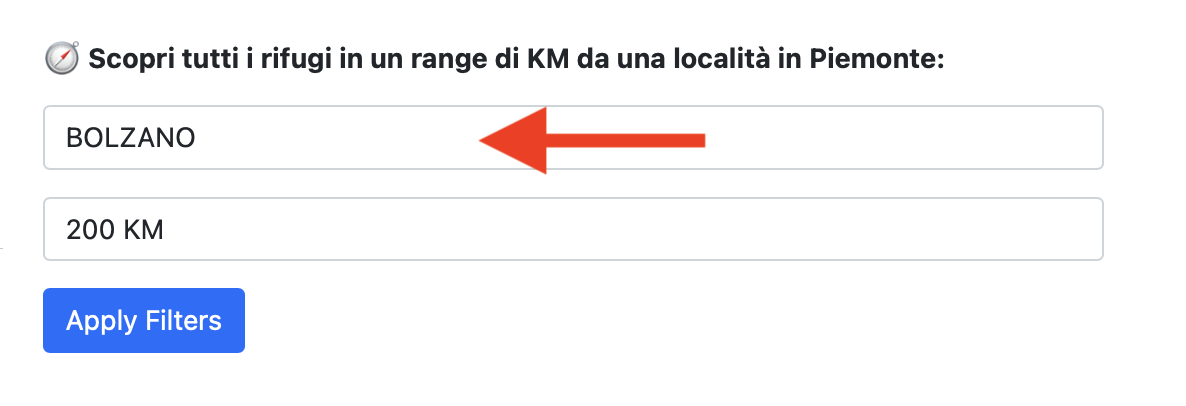 Scopri tutti i rifugi in un range di KM da una località in Piemonte:
BOLZANO
200 KM
Apply Filters